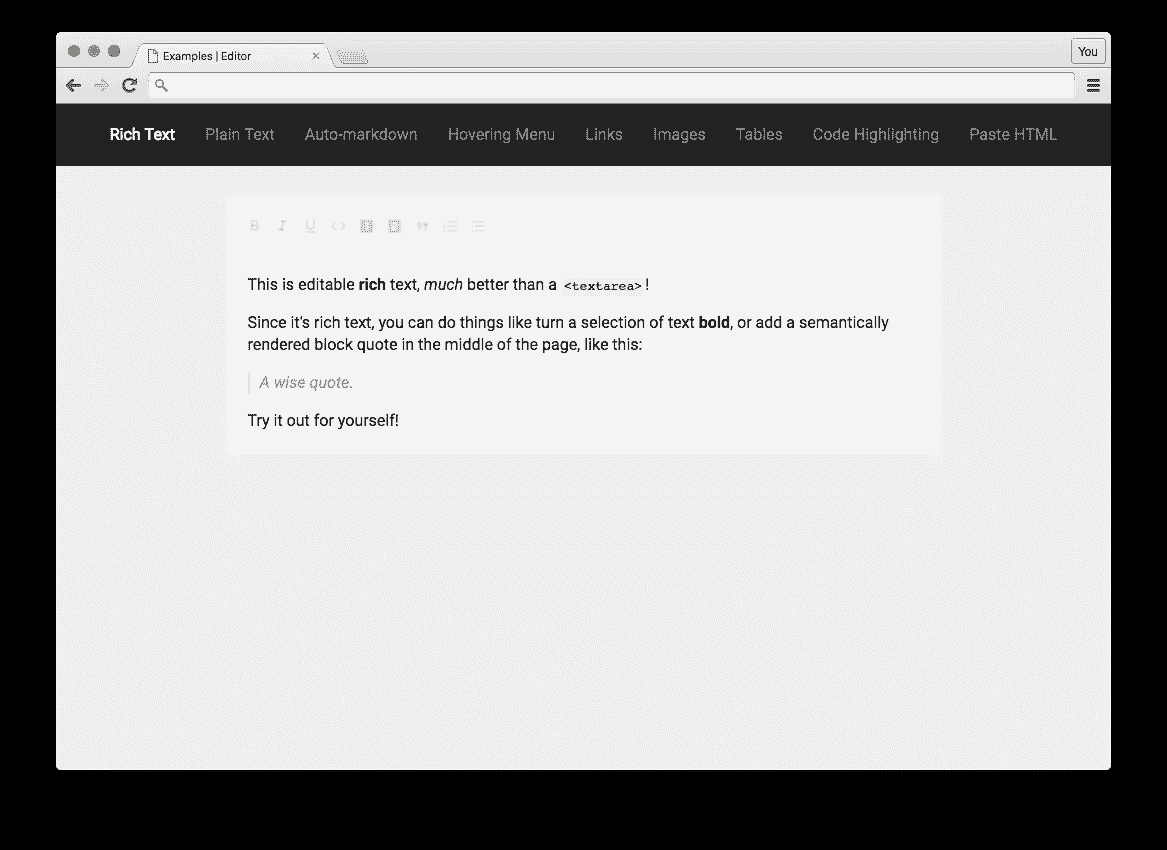 Examples | Editor
You
Rich Text Plain Text Auto-markdown Hovering Menu Links Images Tables Code Highlighting Paste HTML
B I U <>
This is editable rich text, much better than a <textarea>!
Since it's rich text, you can do things like turn a selection of text bold, or add a semantically
rendered block quote in the middle of the page, like this:
A wise quote.
Try it out for yourself!